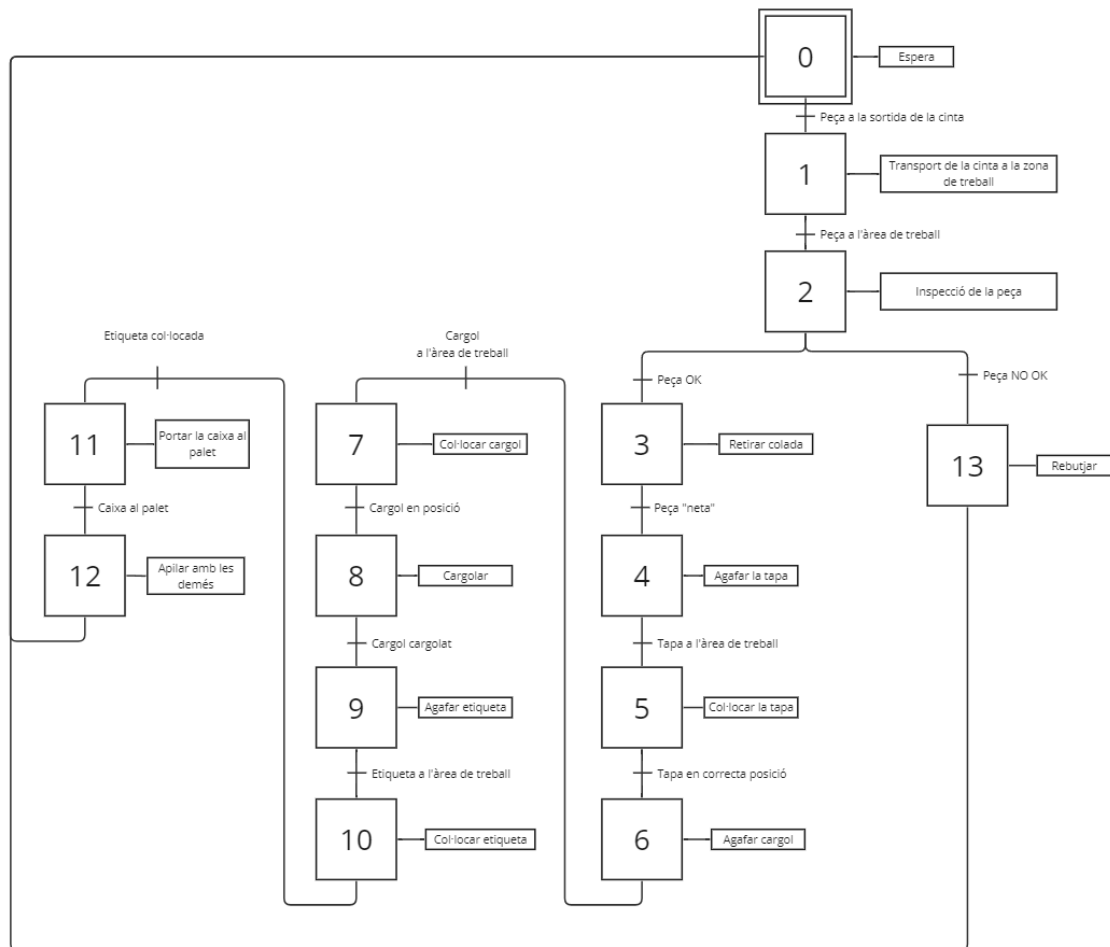 0
Espera
Peça a la sortida de la cinta
1
Transport de la cinta a la zona
de treball
Peça a l'àrea de treball
2
Inspecció de la peça
Etiqueta col·locada
Cargol
a l'àrea de treball
Peça OK
Peça NO OK
11
Portar la caixa al
palet
7
Col·locar cargol
3
Retirar colada
13
Rebutjar
Caixa al palet
Cargol en posició
Peça "neta"
12
Apilar amb les
demés
8
Cargolar
4
Agafar la tapa
Cargol cargolat
Tapa a l'àrea de treball
9
Agafar etiqueta
5
Col·locar la tapa
Etiqueta a l'àrea de treball
Tapa en correcta posició
10
Col·locar etiqueta
6
Agafar cargol